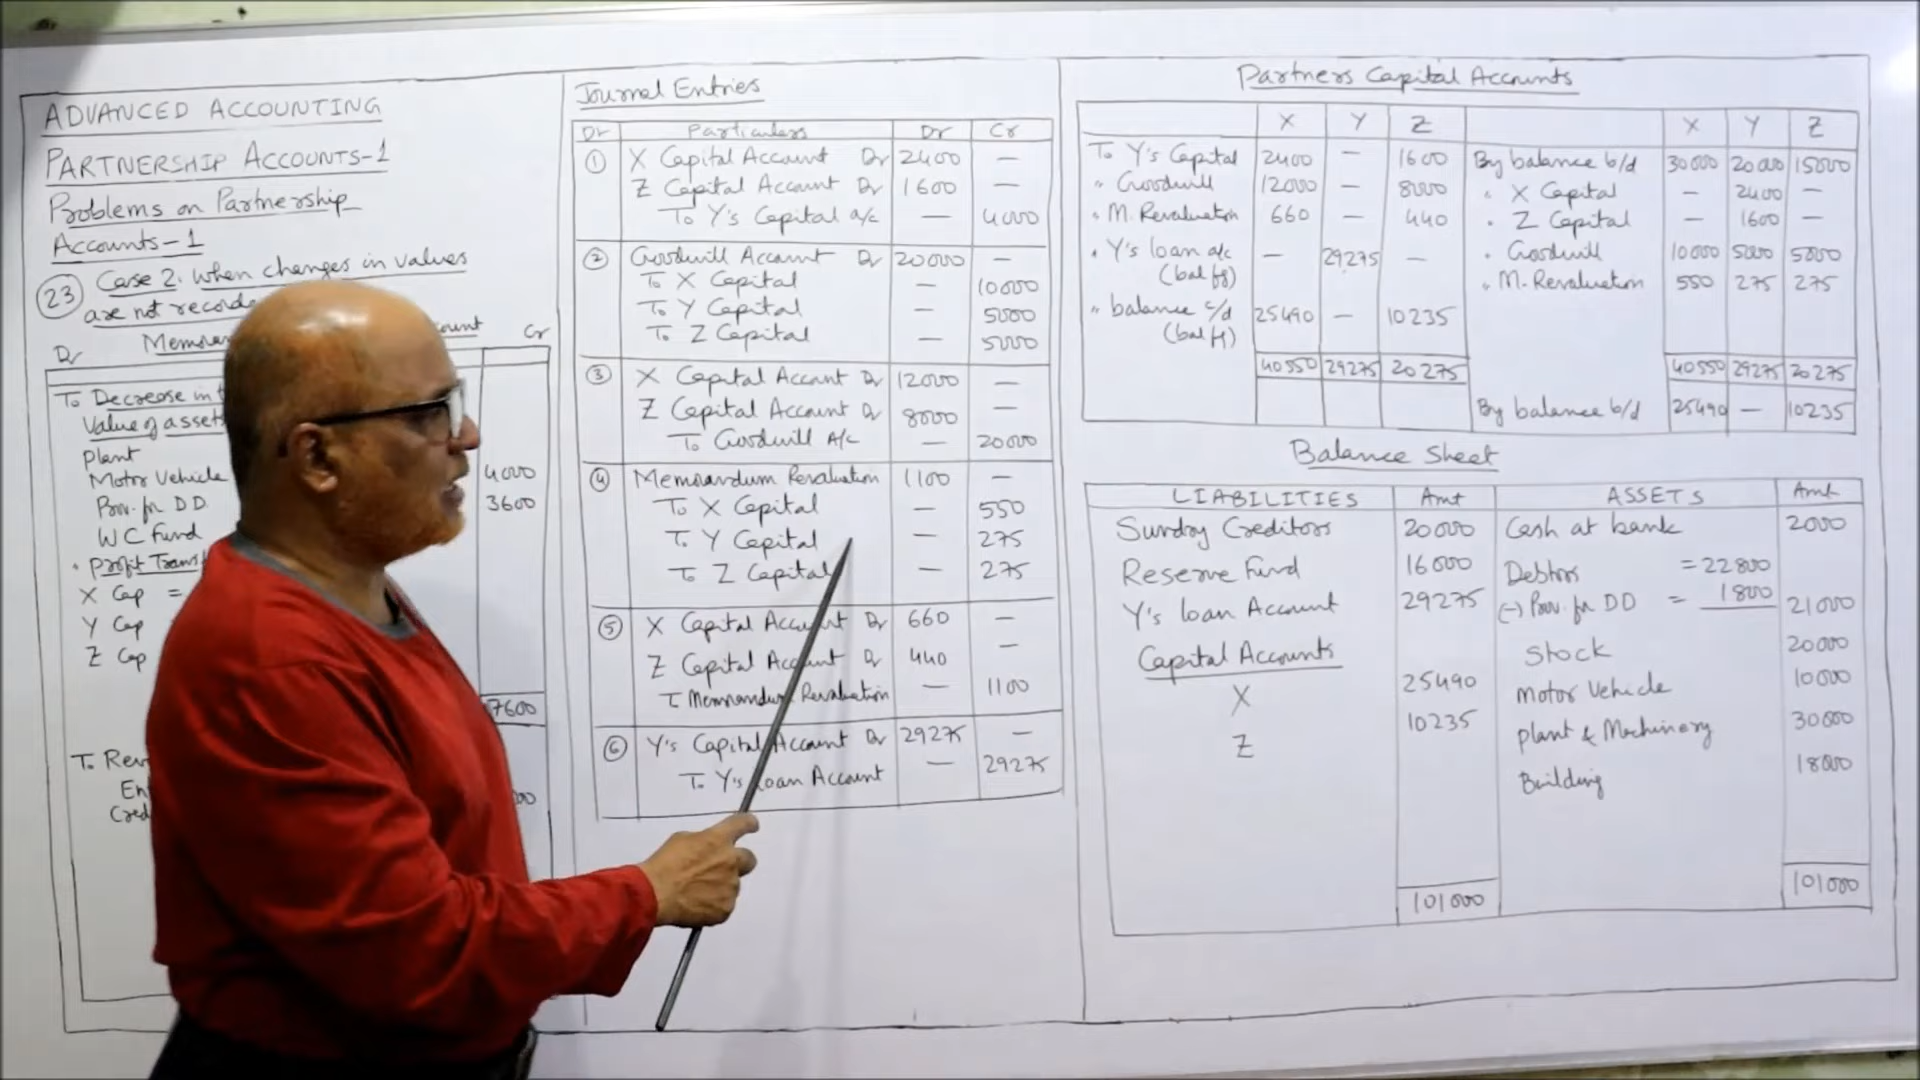 ADVANCED ACCOUNTING
PARTNERSHIP ACCOUNTS-1
Problems on Partnership
Accounts-1
23 Case 2. when changes in values
are not
Dr Cr
To Decrease in
Value of assets
Plant
Motor Vehicle 4000
Prov. for DD 3600
WC Fund
" profit
X Cap =
Y Cap
Z Cap
7600
To
Journal Entries
Dr Particulars Dr Cr
1 X Capital Account Dr 2400 —
Z Capital Account Dr 1600 —
To Y's Capital a/c — 4000
2 Goodwill Account Dr 20000 —
To X Capital — 10000
To Y Capital — 5000
To Z Capital — 5000
3 X Capital Account Dr 12000 —
Z Capital Account Dr 8000 —
To Goodwill A/c — 20000
4 Memorandum Revaluation 1100 —
To X Capital — 550
To Y Capital — 275
To Z Capital — 275
5 X Capital Account Dr 660 —
Z Capital Account Dr 440 —
To Memorandum Revaluation — 1100
6 Y's Capital Account Dr 29275 —
To Y's Loan Account — 29275
Partners Capital Accounts
X Y Z X Y Z
To Y's Capital 2400 — 1600 By balance b/d 30000 20000 15000
" Goodwill 12000 — 8000 " X Capital — 2400 —
" M. Revaluation 660 — 440 " Z Capital — 1600 —
" Y's loan a/c — 29275 — " Goodwill 10000 5000 5000
(bal fg) " M. Revaluation 550 275 275
" balance c/d 25490 — 10235
(bal fg)
40550 29275 20275 40550 29275 20275
By balance b/d 25490 — 10235
Balance Sheet
LIABILITIES Amt ASSETS Amt
Sundry Creditors 20000 Cash at bank 2000
Reserve Fund 16000 Debtors = 22800
Y's loan Account 29275 (-) Prov. for DD = 1800 21000
Capital Accounts Stock 20000
X 25490 Motor Vehicle 10000
Z 10235 plant & Machinery 30000
Building 18000
101000 101000